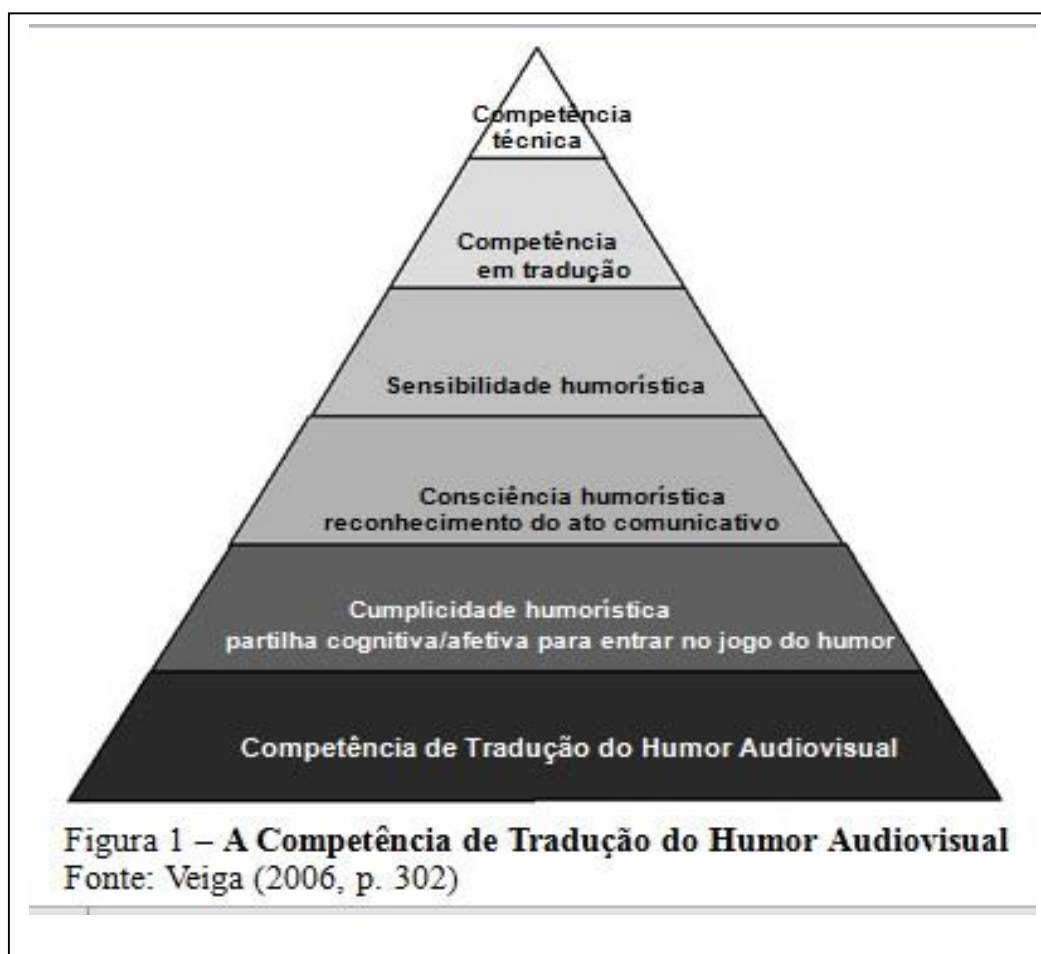 Competência
técnica
Competência
em tradução
Sensibilidade humorística
Consciência humorística
reconhecimento do ato comunicativo
Cumplicidade humorística
partilha cognitiva/afetiva para entrar no jogo do humor
Competência de Tradução do Humor Audiovisual
Figura 1 – A Competência de Tradução do Humor Audiovisual
Fonte: Veiga (2006, p. 302)